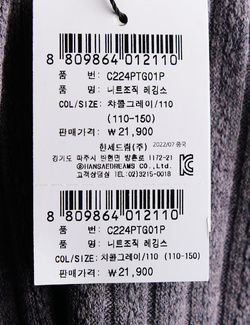 8 809864 012110
품 번: C224PTG01P
품 명: 니트조직 레깅스
COL/SIZE: 차콜그레이/110
(110-150)
판매가격: ₩ 21,900
한세드림(주) 2022/07 중국
경기도 파주시 탄현면 방촌로 1172-21
ⓗHANSAEDREAMS CO.,LTD
고객상담실 TEL:02)3215-0018
8 809864 012110
품 번: C224PTG01P
품 명: 니트조직 레깅스
COL/SIZE: 차콜그레이/110 (110-150)
판매가격: ₩ 21,900